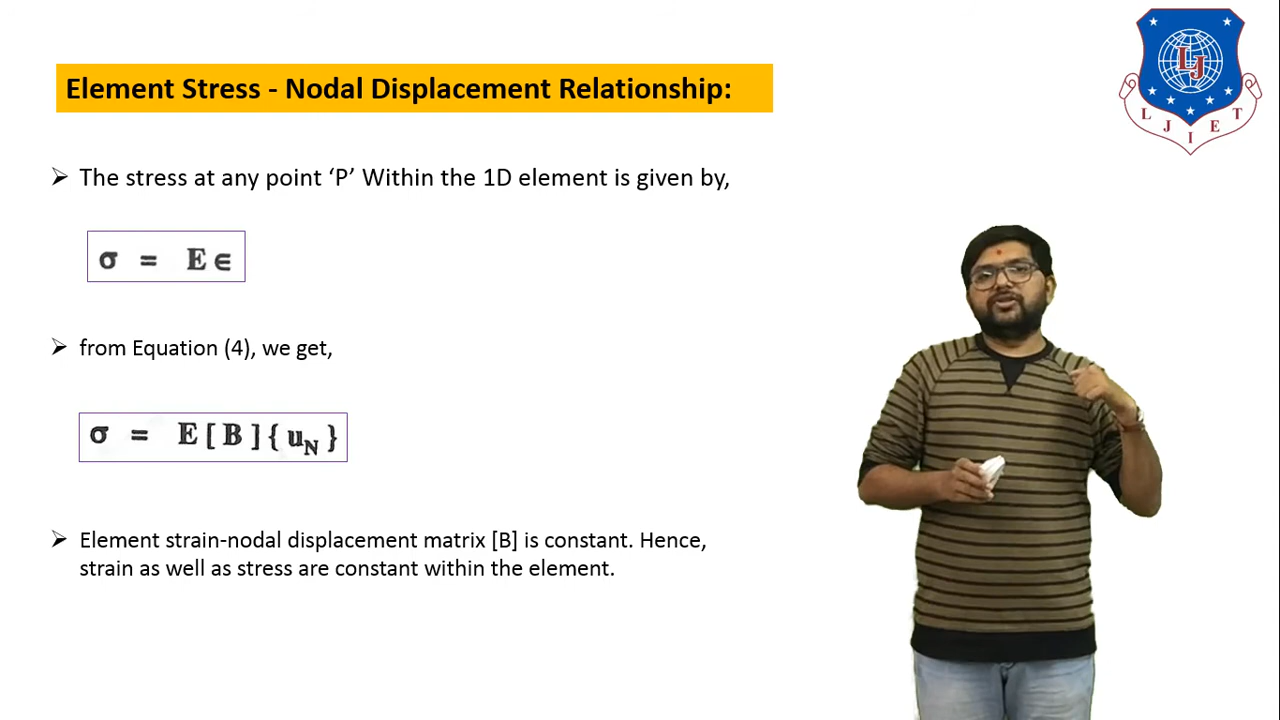 Element Stress - Nodal Displacement Relationship:
➢ The stress at any point ‘P’ Within the 1D element is given by,
σ = E ∈
➢ from Equation (4), we get,
σ = E [ B ] { u_N }
➢ Element strain-nodal displacement matrix [B] is constant. Hence,
strain as well as stress are constant within the element.
LJ
L J I E T